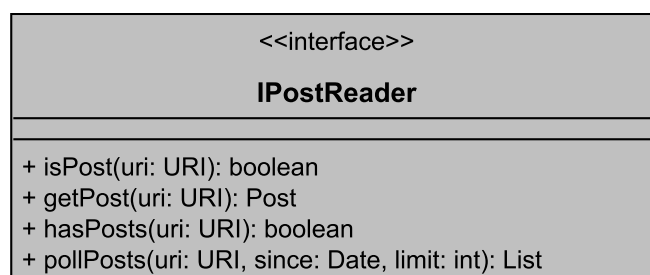 <<interface>>
IPostReader
+ isPost(uri: URI): boolean
+ getPost(uri: URI): Post
+ hasPosts(uri: URI): boolean
+ pollPosts(uri: URI, since: Date, limit: int): List